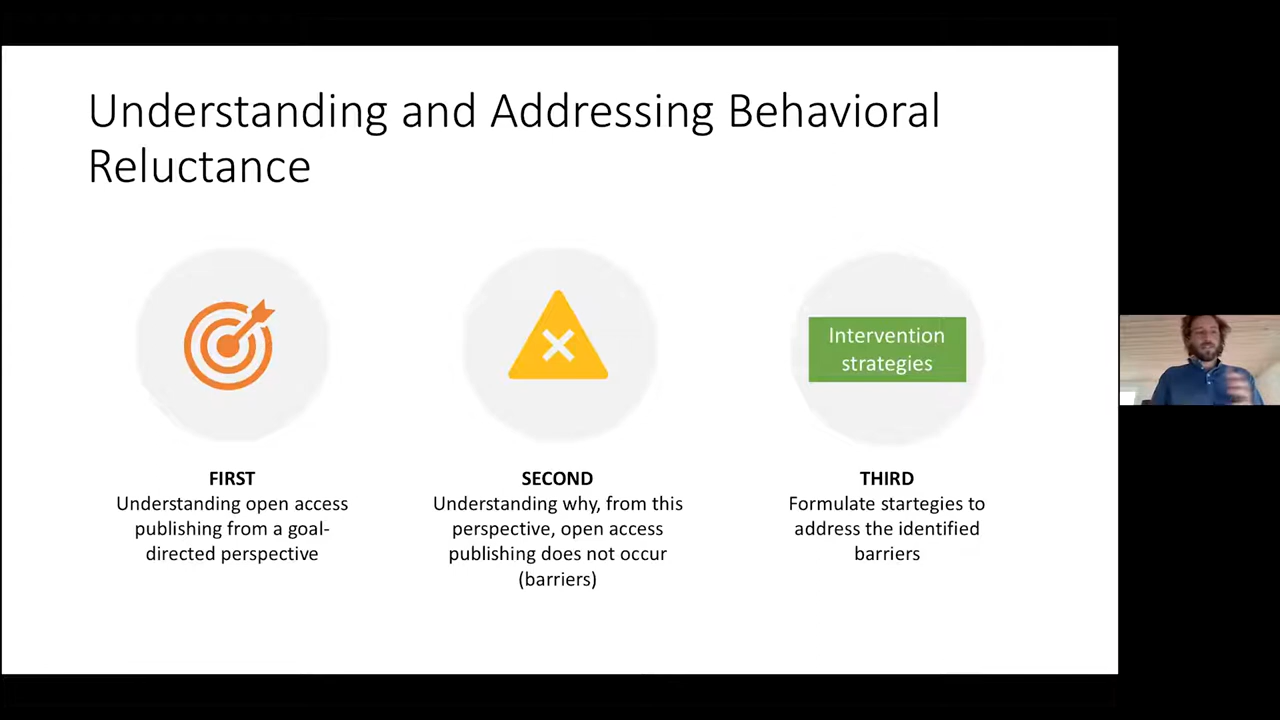 Understanding and Addressing Behavioral
Reluctance
Intervention
strategies
FIRST
Understanding open access
publishing from a goal-
directed perspective
SECOND
Understanding why, from this
perspective, open access
publishing does not occur
(barriers)
THIRD
Formulate startegies to
address the identified
barriers